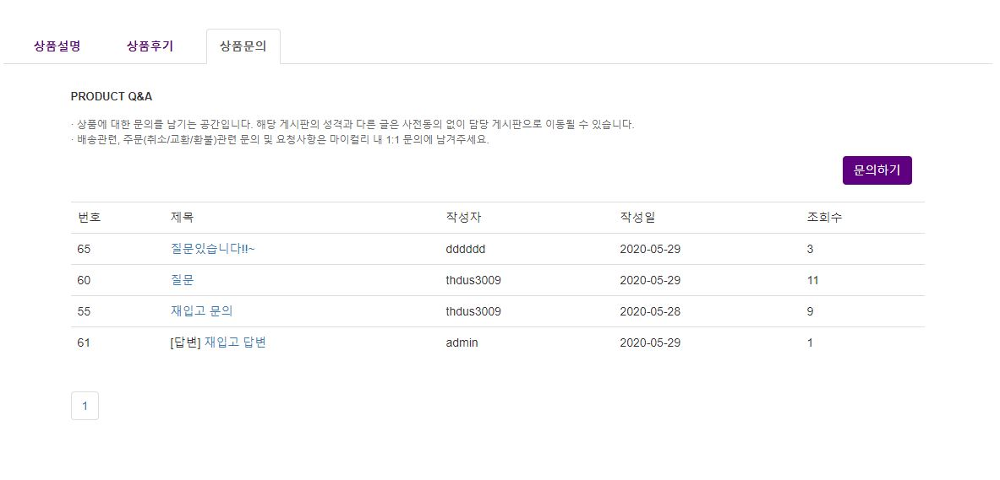 상품설명 상품후기 상품문의
PRODUCT Q&A
· 상품에 대한 문의를 남기는 공간입니다. 해당 게시판의 성격과 다른 글은 사전동의 없이 담당 게시판으로 이동될 수 있습니다.
· 배송관련, 주문(취소/교환/환불)관련 문의 및 요청사항은 마이컬리 내 1:1 문의에 남겨주세요.
문의하기
번호 제목 작성자 작성일 조회수
65 질문있습니다!!~ dddddd 2020-05-29 3
60 질문 thdus3009 2020-05-29 11
55 재입고 문의 thdus3009 2020-05-28 9
61 [답변] 재입고 답변 admin 2020-05-29 1
1